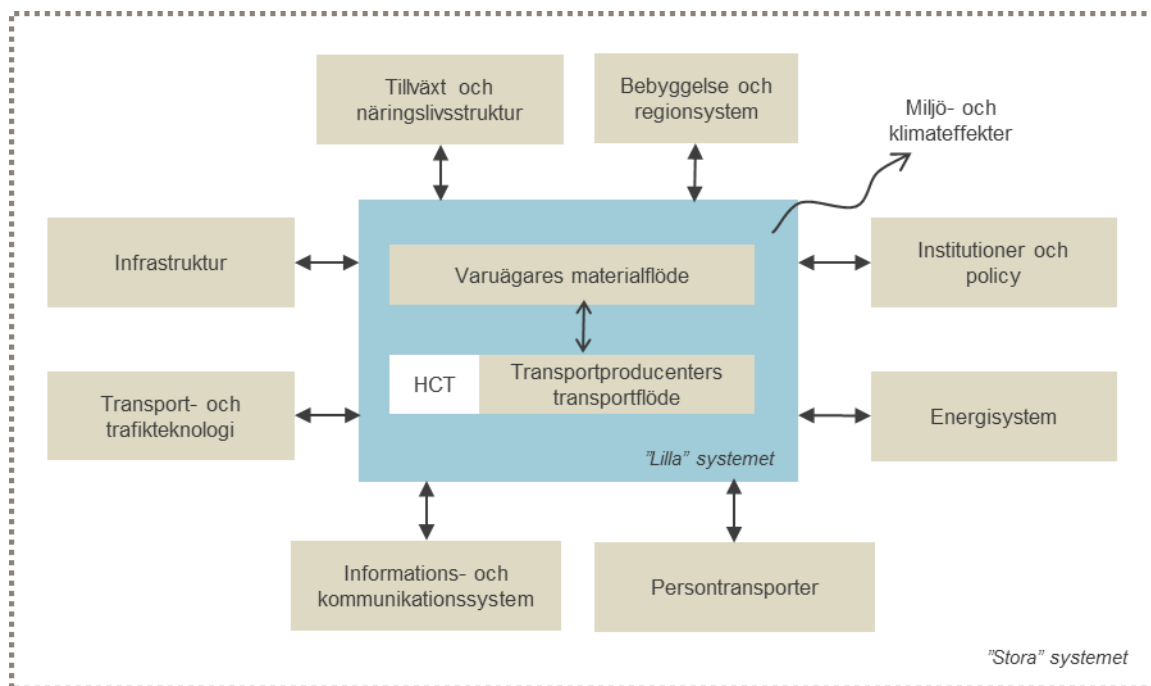 Tillväxt och
näringslivsstruktur
Bebyggelse och
regionsystem
Miljö- och
klimateffekter
Infrastruktur
Varuägares materialflöde
Institutioner och
policy
HCT
Transportproducenters
transportflöde
Transport- och
trafikteknologi
Energisystem
”Lilla” systemet
Informations- och
kommunikationssystem
Persontransporter
”Stora” systemet